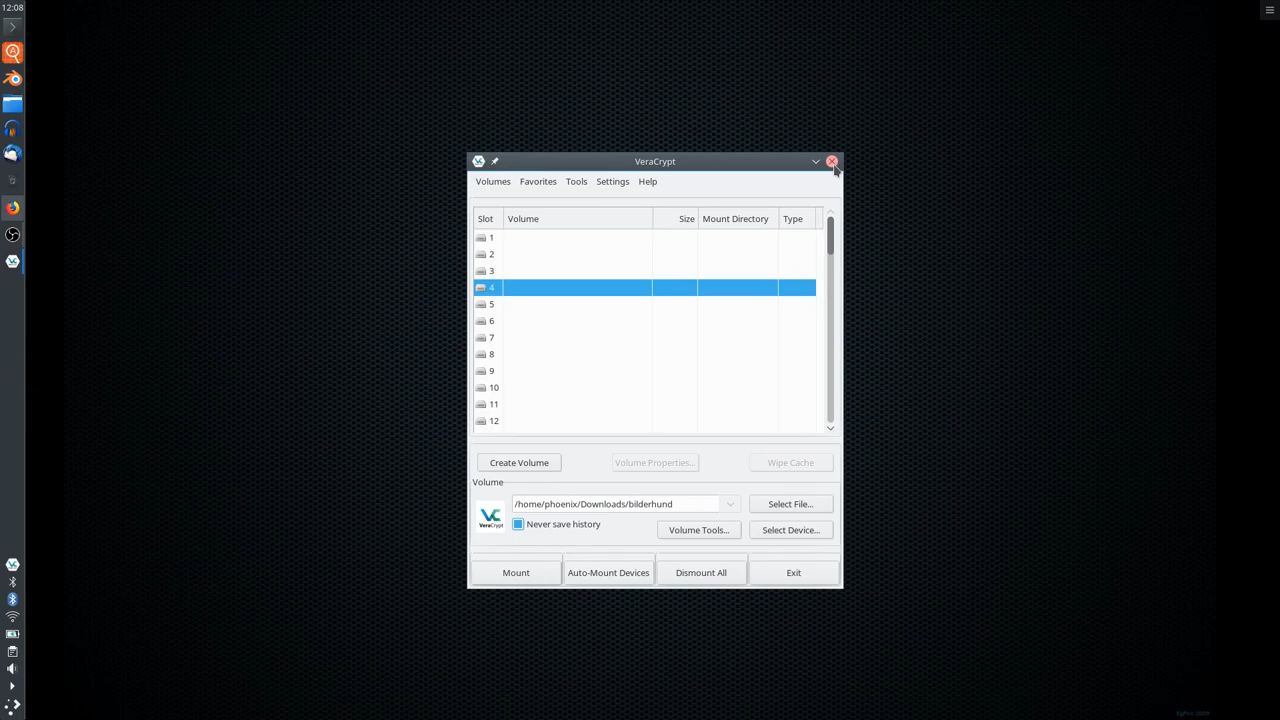 12:08
VeraCrypt
Volumes Favorites Tools Settings Help
Slot Volume Size Mount Directory Type
1
2
3
4
5
6
7
8
9
10
11
12
Create Volume Volume Properties... Wipe Cache
Volume
/home/phoenix/Downloads/bilderhund Select File...
VeraCrypt
Never save history Volume Tools... Select Device...
Mount Auto-Mount Devices Dismount All Exit